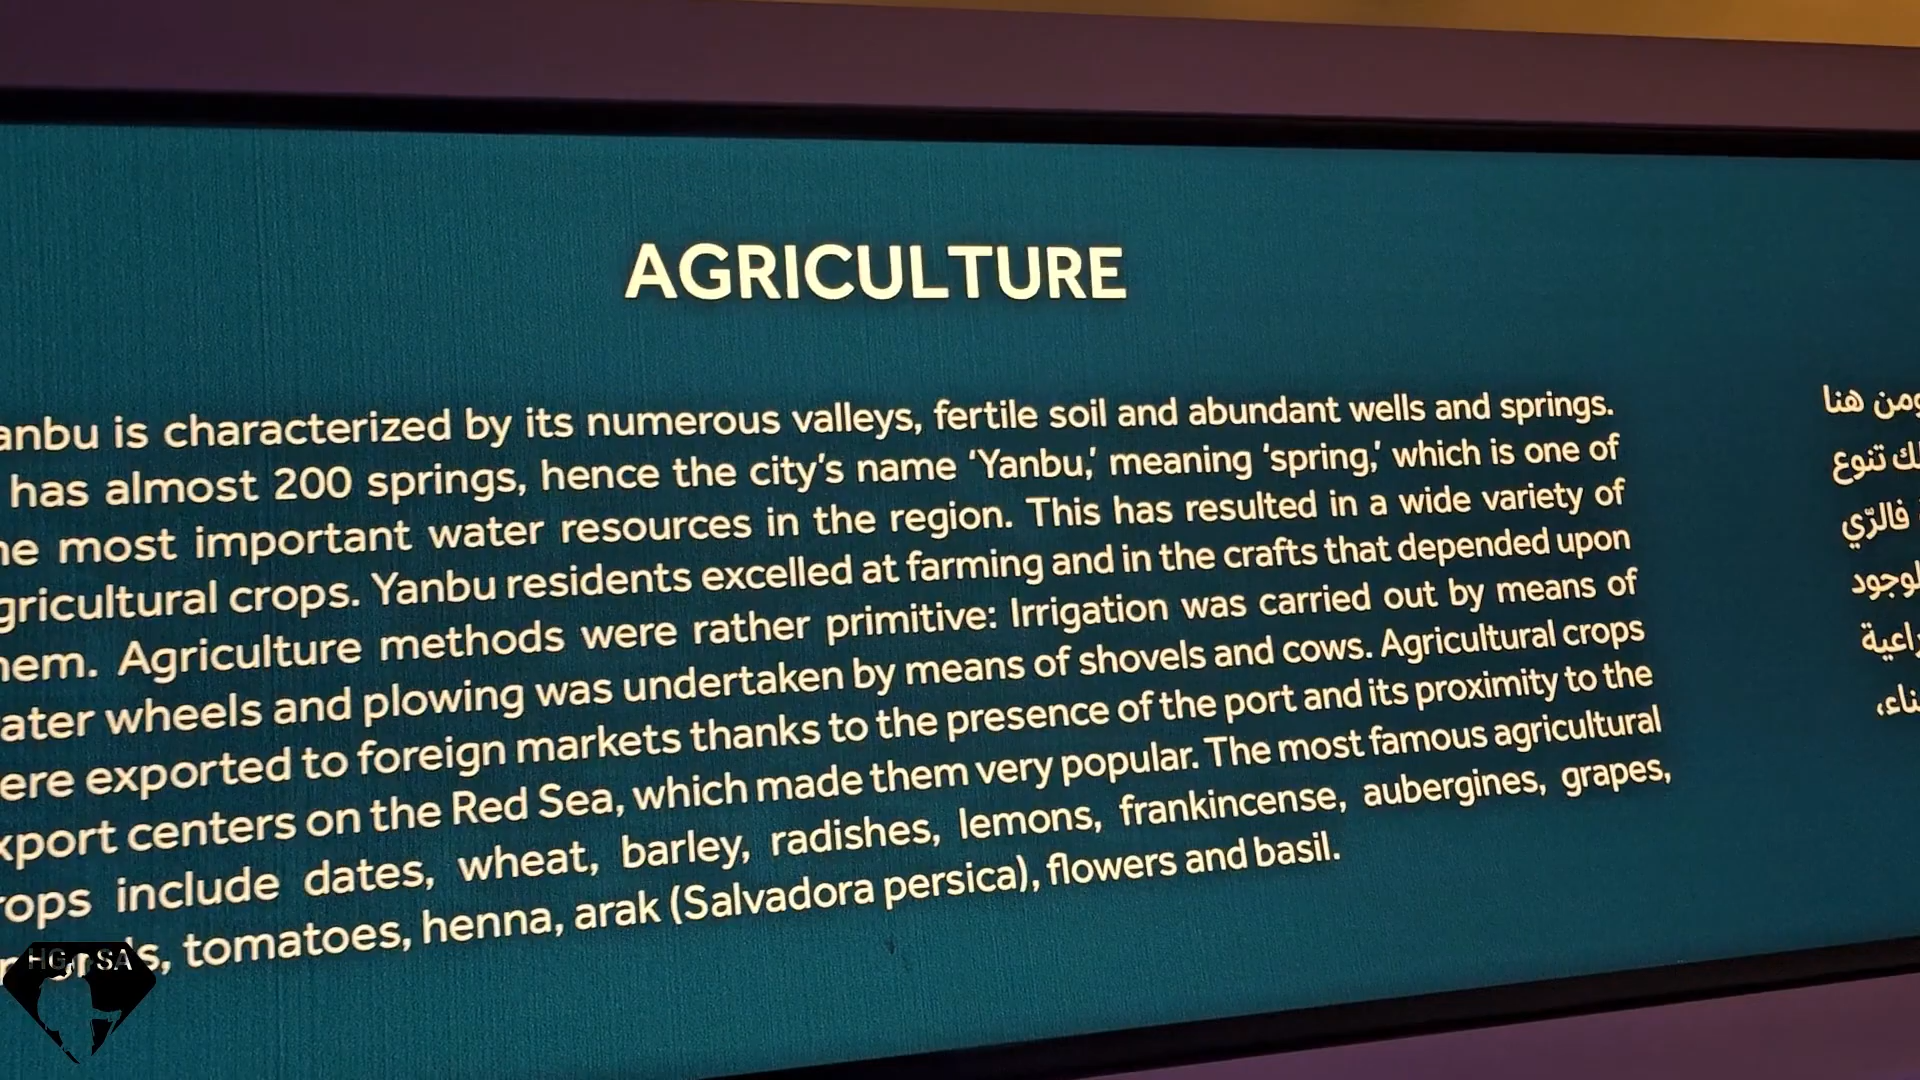 AGRICULTURE
anbu is characterized by its numerous valleys, fertile soil and abundant wells and springs.
has almost 200 springs, hence the city's name ‘Yanbu,’ meaning ‘spring,’ which is one of
he most important water resources in the region. This has resulted in a wide variety of
gricultural crops. Yanbu residents excelled at farming and in the crafts that depended upon
hem. Agriculture methods were rather primitive: Irrigation was carried out by means of
ater wheels and plowing was undertaken by means of shovels and cows. Agricultural crops
ere exported to foreign markets thanks to the presence of the port and its proximity to the
xport centers on the Red Sea, which made them very popular. The most famous agricultural
rops include dates, wheat, barley, radishes, lemons, frankincense, aubergines, grapes,
tomatoes, henna, arak (Salvadora persica), flowers and basil.
ومن هنا
تنوع
فالرّي
HG SA